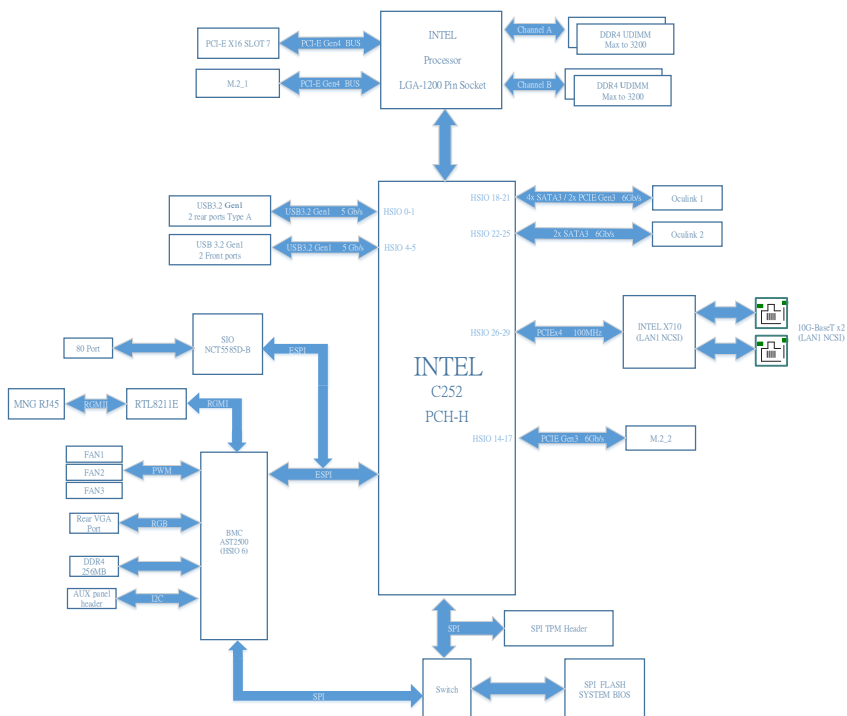 INTEL
Processor
LGA-1200 Pin Socket
PCI-E X16 SLOT 7
PCI-E Gen4 BUS
M.2_1
PCI-E Gen4 BUS
Channel A
DDR4 UDIMM
Max to 3200
Channel B
DDR4 UDIMM
Max to 3200
USB3.2 Gen1
2 rear ports Type A
USB3.2 Gen1 5 Gb/s
HSIO 0-1
USB 3.2 Gen1
2 Front ports
USB3.2 Gen1 5 Gb/s
HSIO 4-5
HSIO 18-21
4x SATA3 / 2x PCIE Gen3 6Gb/s
Oculink 1
HSIO 22-25
2x SATA3 6Gb/s
Oculink 2
HSIO 26-29
PCIEx4 100MHz
INTEL X710
(LAN1 NCSI)
10G-BaseT x2
(LAN1 NCSI)
INTEL
C252
PCH-H
HSIO 14-17
PCIE Gen3 6Gb/s
M.2_2
80 Port
SIO
NCT5585D-B
ESPI
MNG RJ45
RGMII
RTL8211E
RGMI
FAN1
FAN2
FAN3
PWM
ESPI
Rear VGA
Port
RGB
BMC
AST2500
(HSIO 6)
DDR4
256MB
AUX panel
header
I2C
SPI
SPI TPM Header
SPI
Switch
SPI FLASH
SYSTEM BIOS